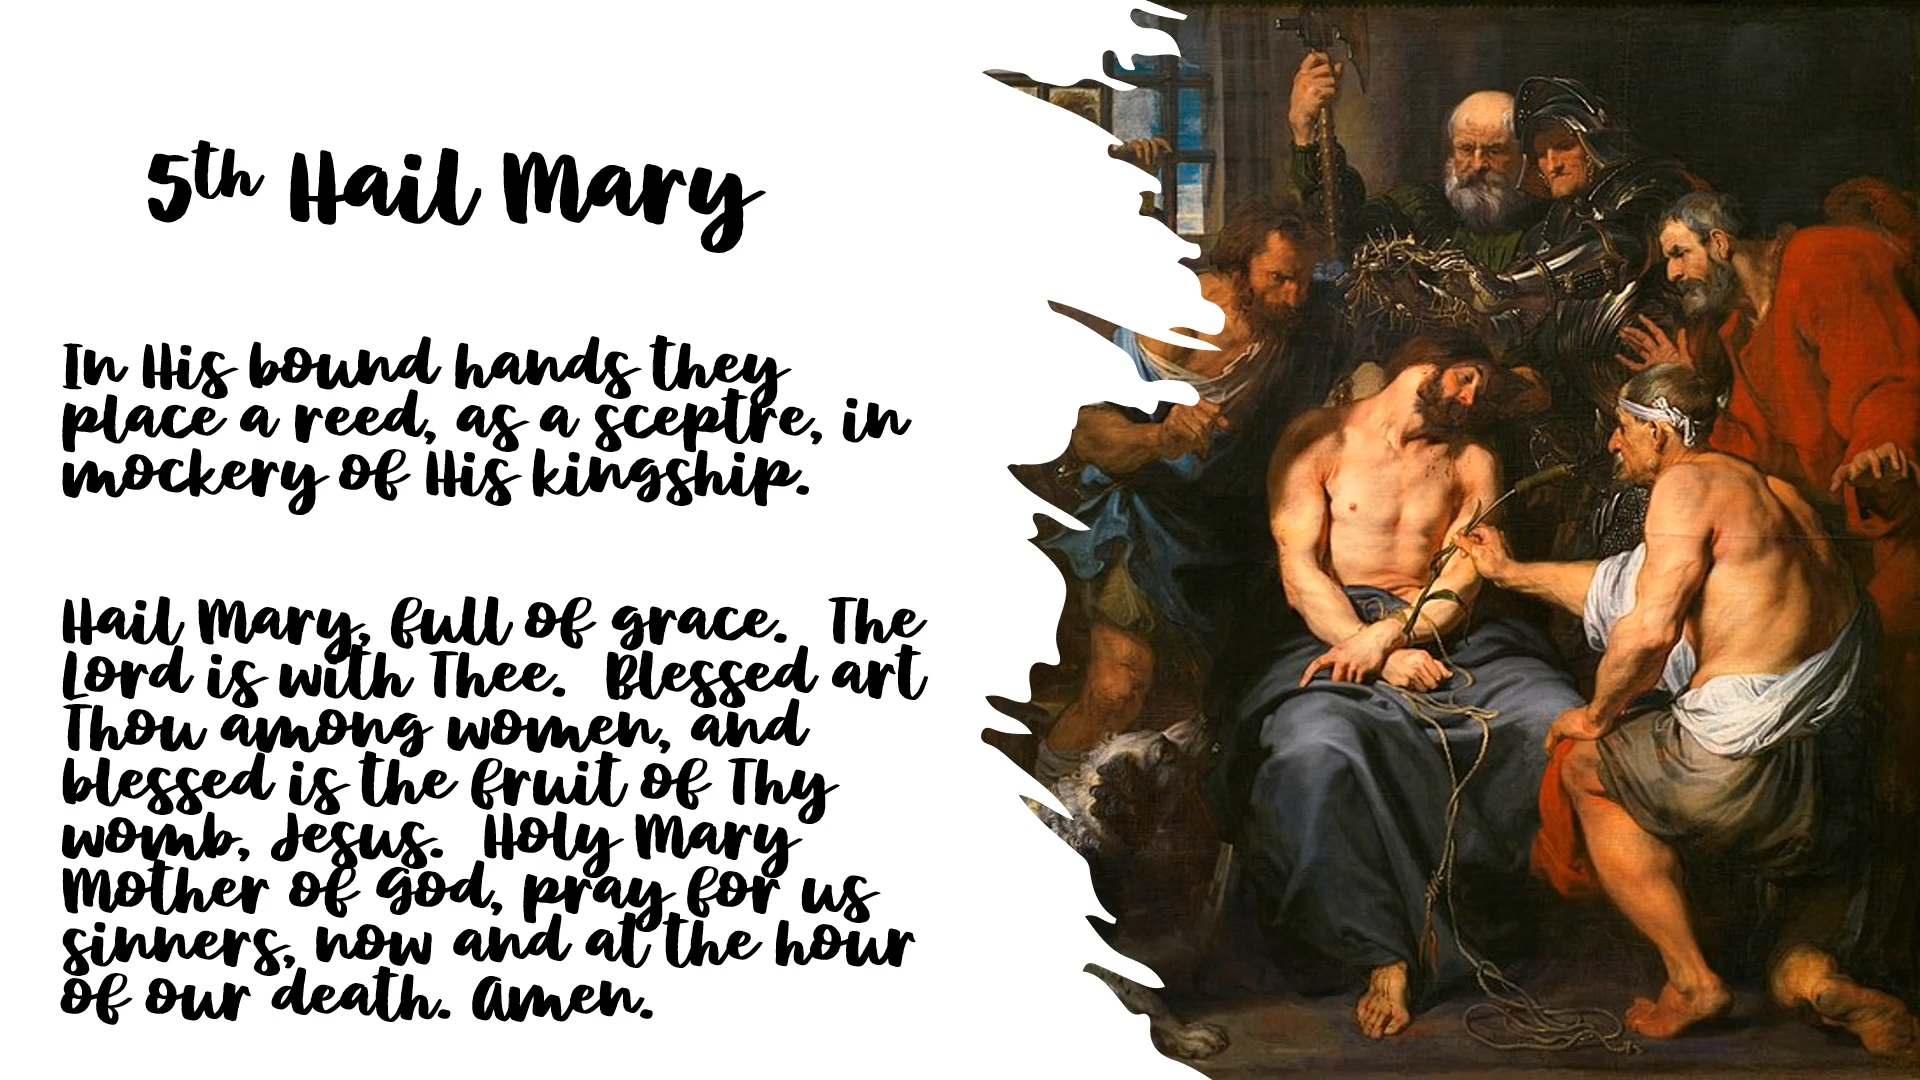 5th Hail Mary
In His bound hands they
place a reed, as a sceptre, in
mockery of His kingship.
Hail Mary, full of grace.  The
Lord is with Thee.  Blessed art
Thou among women, and
blessed is the fruit of Thy
womb, Jesus.  Holy Mary
Mother of God, pray for us
sinners, now and at the hour
of our death. Amen.